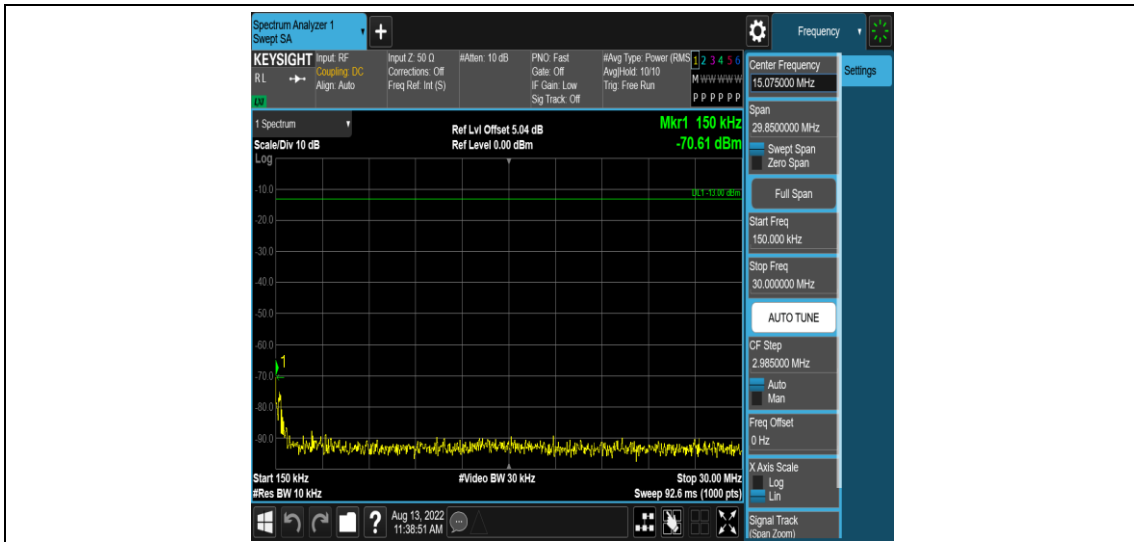 Spectrum Analyzer 1
Swept SA
+
Frequency
KEYSIGHT
RL
LM
Input: RF
Coupling: DC
Align: Auto
Input Z: 50 Ω
Corrections: Off
Freq Ref: Int (S)
#Atten: 10 dB
PNO: Fast
Gate: Off
IF Gain: Low
Sig Track: Off
#Avg Type: Power (RMS
Avg|Hold: 10/10
Trig: Free Run
1 2 3 4 5 6
M W W W W W
P P P P P P
Center Frequency
15.075000 MHz
Settings
Span
29.8500000 MHz
Swept Span
Zero Span
Full Span
Start Freq
150.000 kHz
Stop Freq
30.000000 MHz
AUTO TUNE
CF Step
2.985000 MHz
Auto
Man
Freq Offset
0 Hz
X Axis Scale
Log
Lin
Signal Track
(Span Zoom)
1 Spectrum
Scale/Div 10 dB
Log
Ref Lvl Offset 5.04 dB
Ref Level 0.00 dBm
Mkr1 150 kHz
-70.61 dBm
DL1 -13.00 dBm
-10.0
-20.0
-30.0
-40.0
-50.0
-60.0
1
-70.0
-80.0
-90.0
Start 150 kHz
#Video BW 30 kHz
Stop 30.00 MHz
#Res BW 10 kHz
Sweep 92.6 ms (1000 pts)
?
Aug 13, 2022
11:38:51 AM